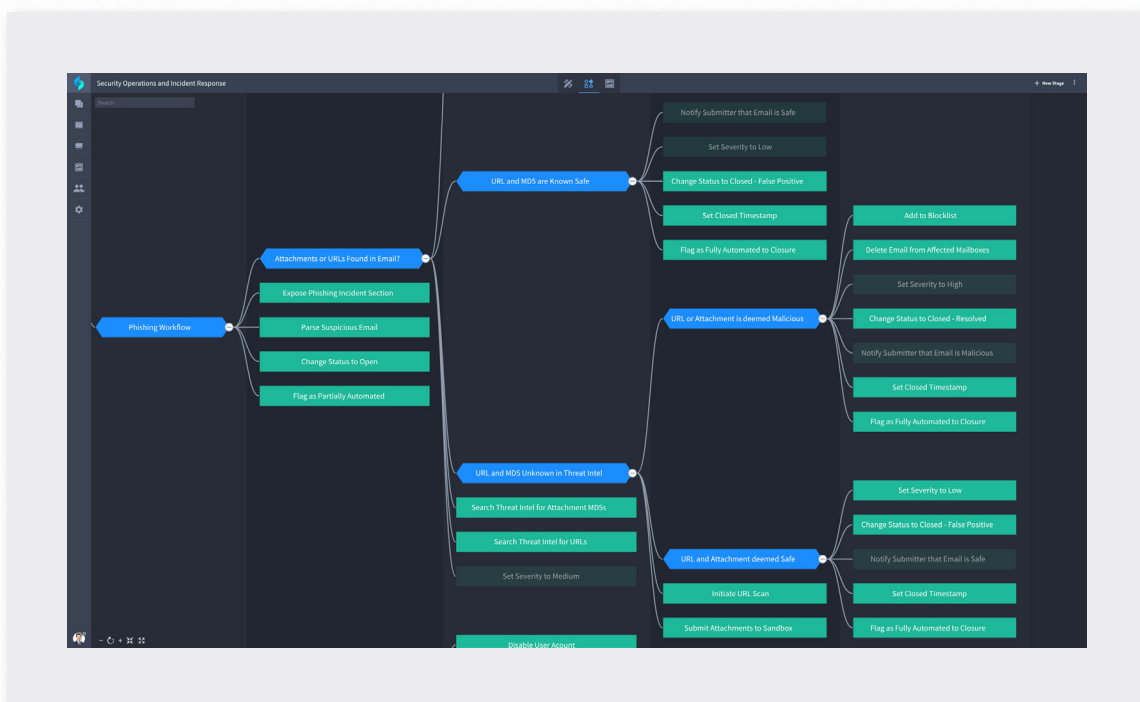 Security Operations and Incident Response
New Stage
Search...
Phishing Workflow
Attachments or URLs Found in Email?
Expose Phishing Incident Section
Parse Suspicious Email
Change Status to Open
Flag as Partially Automated
URL and MD5 are Known Safe
URL and MD5 Unknown in Threat Intel
Search Threat Intel for Attachment MD5s
Search Threat Intel for URLs
Set Severity to Medium
Disable User Acount
Notify Submitter that Email is Safe
Set Severity to Low
Change Status to Closed - False Positive
Set Closed Timestamp
Flag as Fully Automated to Closure
URL or Attachment is deemed Malicious
URL and Attachment deemed Safe
Initiate URL Scan
Submit Attachments to Sandbox
Add to Blocklist
Delete Email from Affected Mailboxes
Set Severity to High
Change Status to Closed - Resolved
Notify Submitter that Email is Malicious
Set Closed Timestamp
Flag as Fully Automated to Closure
Set Severity to Low
Change Status to Closed - False Positive
Notify Submitter that Email is Safe
Set Closed Timestamp
Flag as Fully Automated to Closure